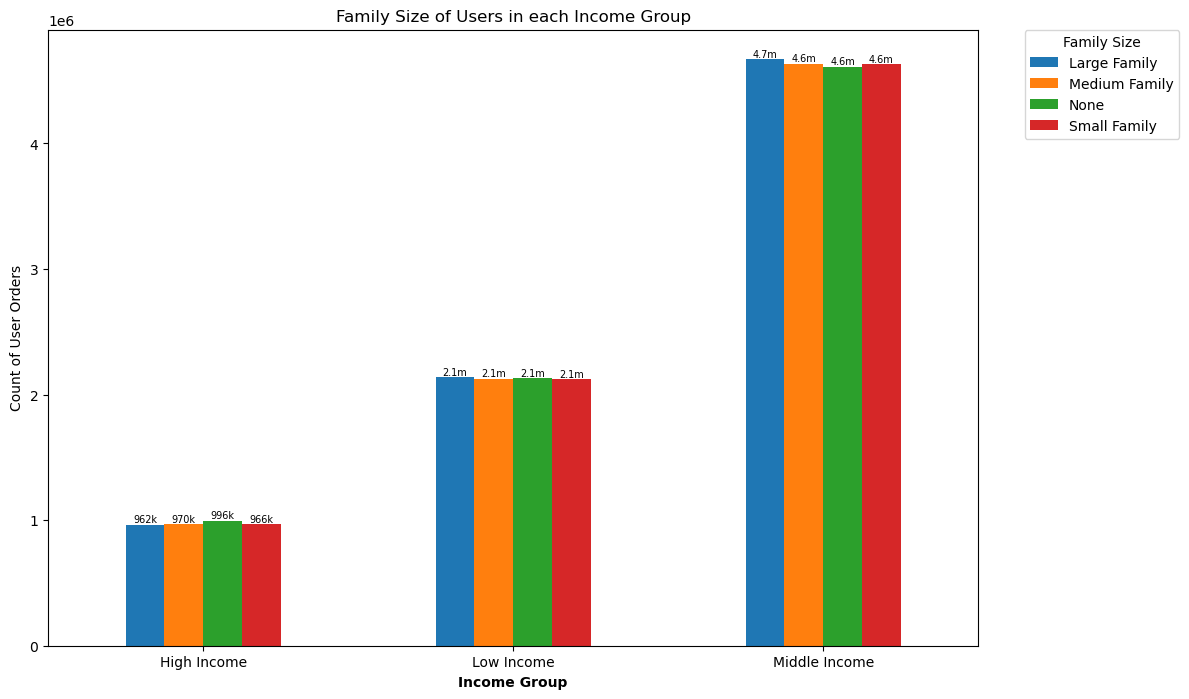 Family Size of Users in each Income Group
1e6
Count of User Orders
4
3
2
1
0
962k 970k 996k 966k
2.1m 2.1m 2.1m 2.1m
4.7m 4.6m 4.6m 4.6m
High Income Low Income Middle Income
Income Group
Family Size
Large Family
Medium Family
None
Small Family